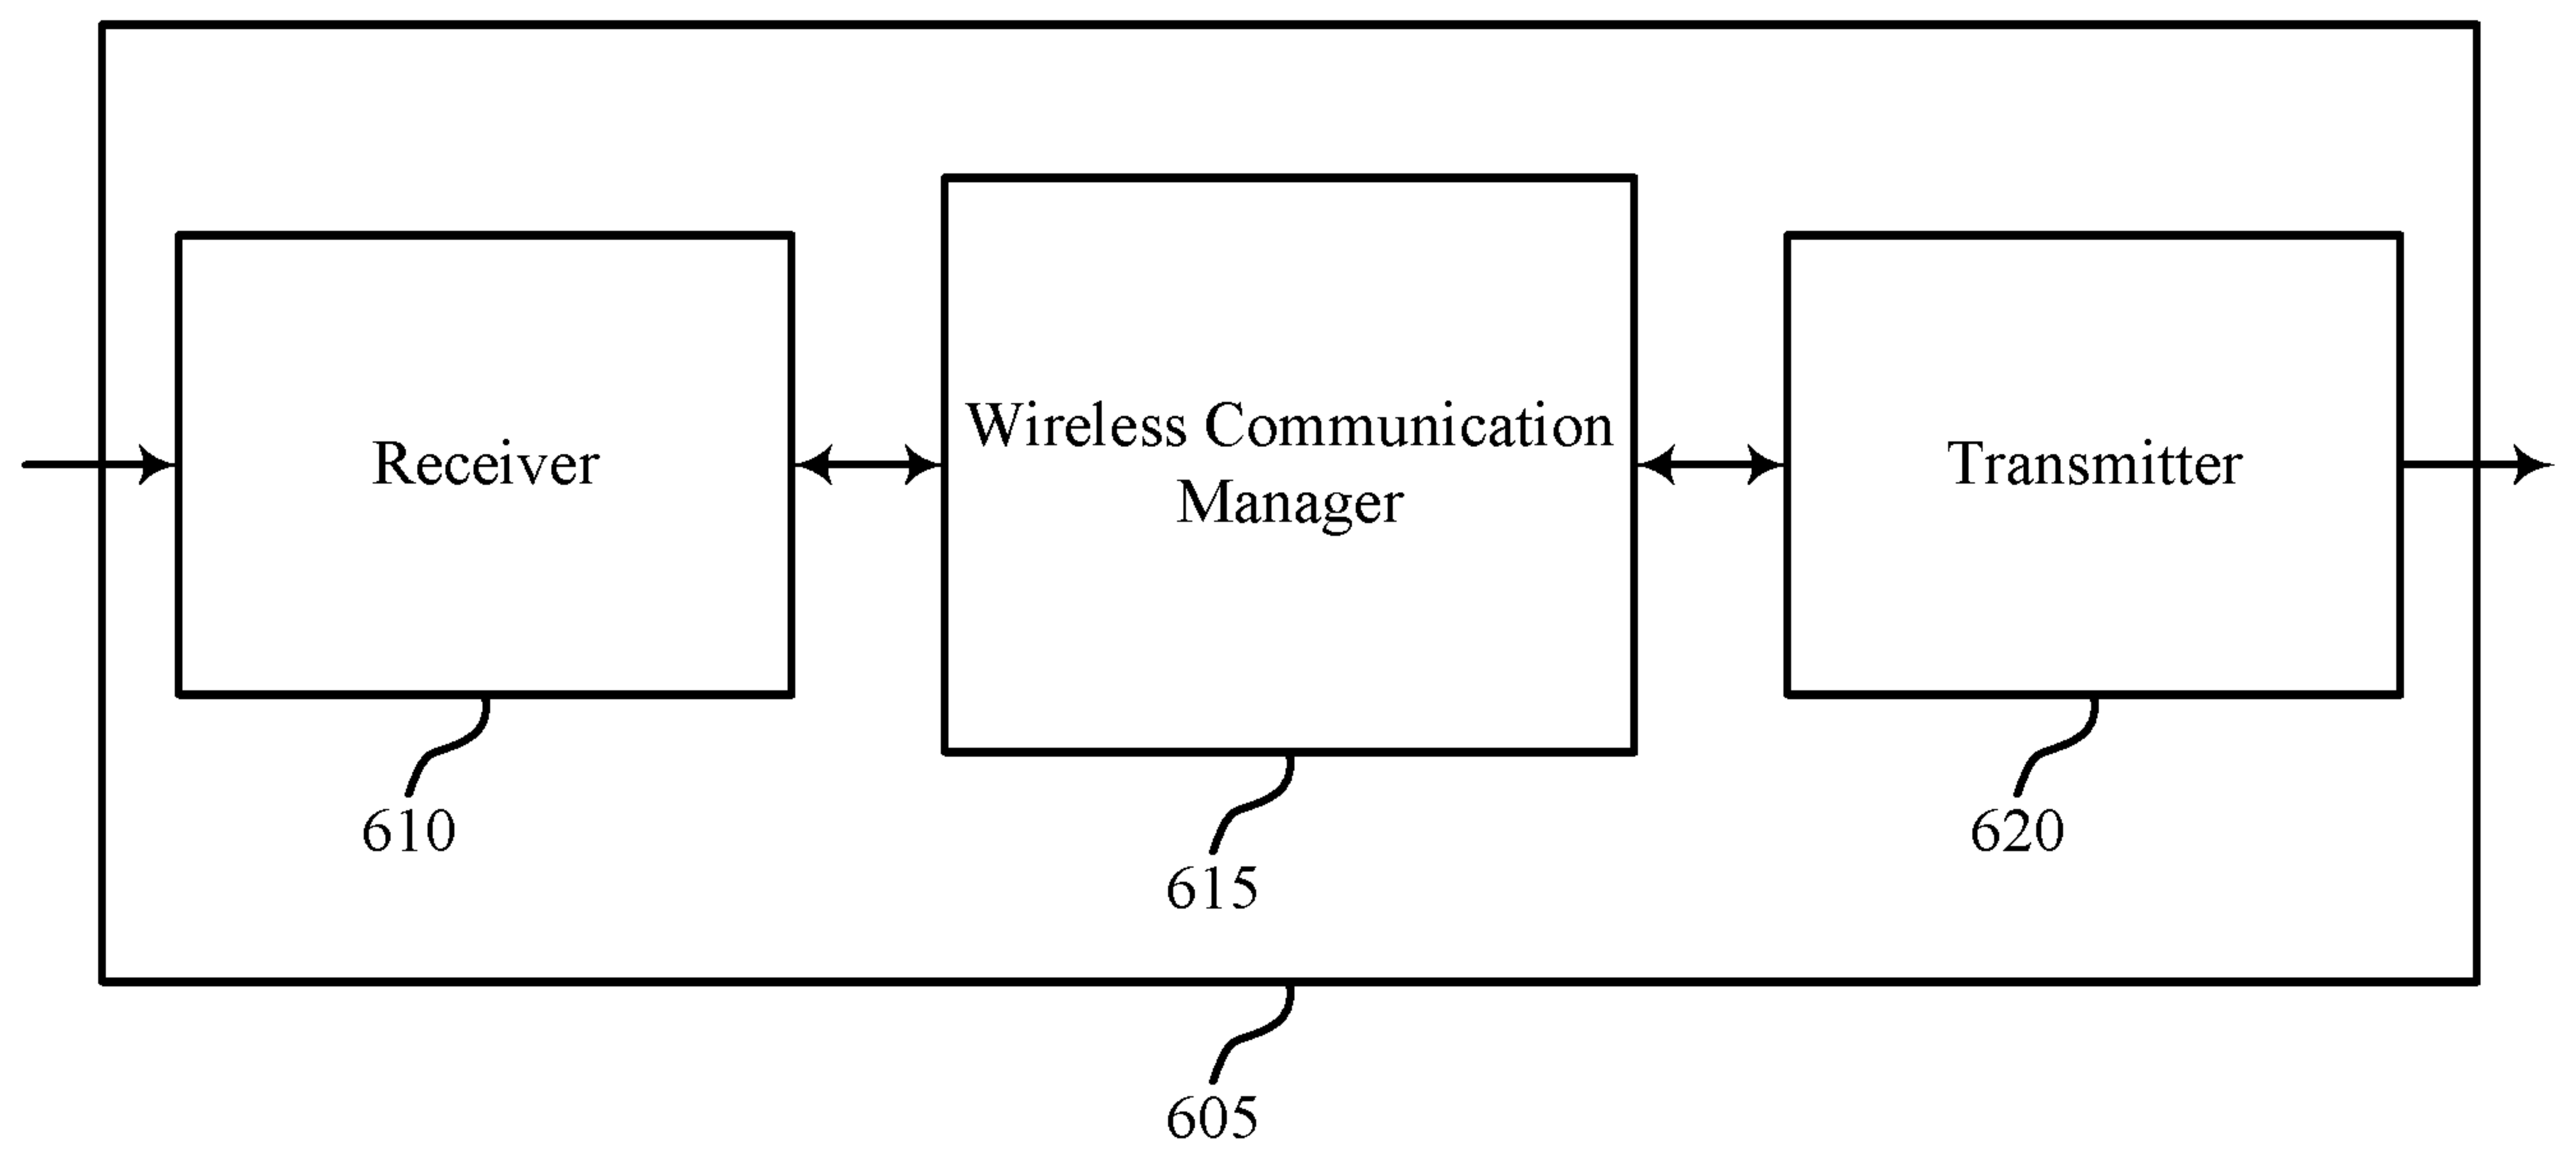 Receiver
Wireless Communication
Manager
Transmitter
610
615
620
605